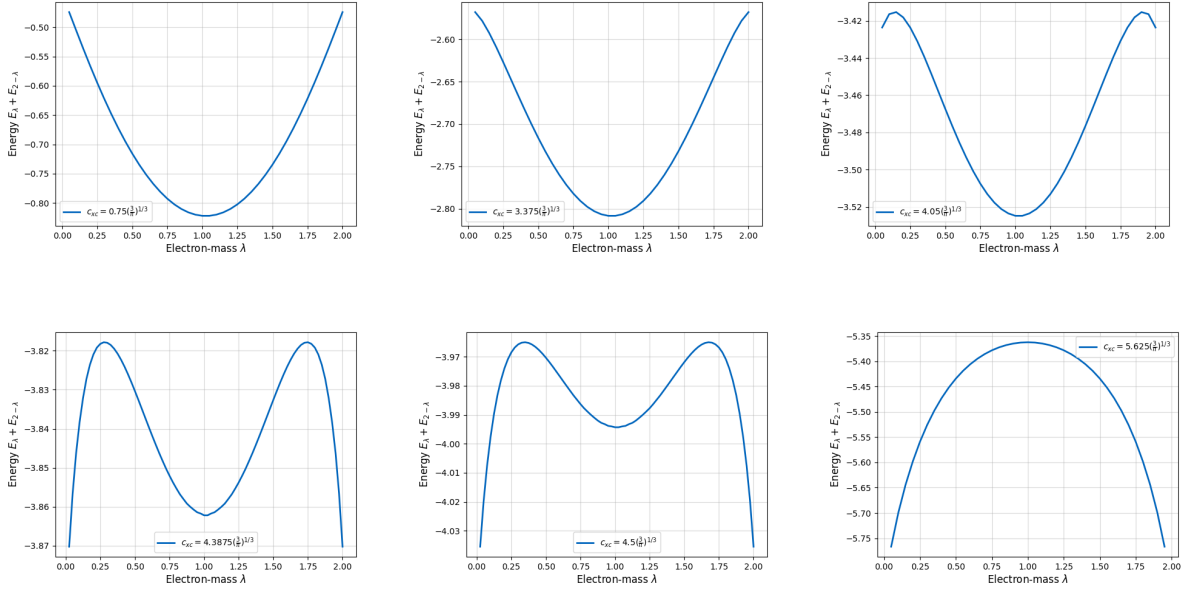 Energy $E_\lambda + E_{2-\lambda}$
−0.50
−0.55
−0.60
−0.65
−0.70
−0.75
−0.80
$c_{xc} = 0.75(\frac{3}{\pi})^{1/3}$
0.00 0.25 0.50 0.75 1.00 1.25 1.50 1.75 2.00
Electron-mass λ
Energy $E_\lambda + E_{2-\lambda}$
−2.60
−2.65
−2.70
−2.75
−2.80
$c_{xc} = 3.375(\frac{3}{\pi})^{1/3}$
0.00 0.25 0.50 0.75 1.00 1.25 1.50 1.75 2.00
Electron-mass λ
Energy $E_\lambda + E_{2-\lambda}$
−3.42
−3.44
−3.46
−3.48
−3.50
−3.52
$c_{xc} = 4.05(\frac{3}{\pi})^{1/3}$
0.00 0.25 0.50 0.75 1.00 1.25 1.50 1.75 2.00
Electron-mass λ
Energy $E_\lambda + E_{2-\lambda}$
−3.82
−3.83
−3.84
−3.85
−3.86
−3.87
$c_{xc} = 4.3875(\frac{3}{\pi})^{1/3}$
0.00 0.25 0.50 0.75 1.00 1.25 1.50 1.75 2.00
Electron-mass λ
Energy $E_\lambda + E_{2-\lambda}$
−3.97
−3.98
−3.99
−4.00
−4.01
−4.02
−4.03
$c_{xc} = 4.5(\frac{3}{\pi})^{1/3}$
0.00 0.25 0.50 0.75 1.00 1.25 1.50 1.75 2.00
Electron-mass λ
Energy $E_\lambda + E_{2-\lambda}$
−5.35
−5.40
−5.45
−5.50
−5.55
−5.60
−5.65
−5.70
−5.75
$c_{xc} = 5.625(\frac{3}{\pi})^{1/3}$
0.00 0.25 0.50 0.75 1.00 1.25 1.50 1.75 2.00
Electron-mass λ